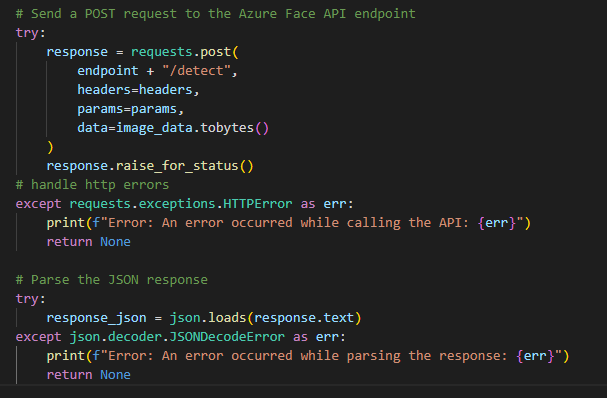 # Send a POST request to the Azure Face API endpoint
try:
    response = requests.post(
        endpoint + "/detect",
        headers=headers,
        params=params,
        data=image_data.tobytes()
    )
    response.raise_for_status()
# handle http errors
except requests.exceptions.HTTPError as err:
    print(f"Error: An error occurred while calling the API: {err}")
    return None

# Parse the JSON response
try:
    response_json = json.loads(response.text)
except json.decoder.JSONDecodeError as err:
    print(f"Error: An error occurred while parsing the response: {err}")
    return None